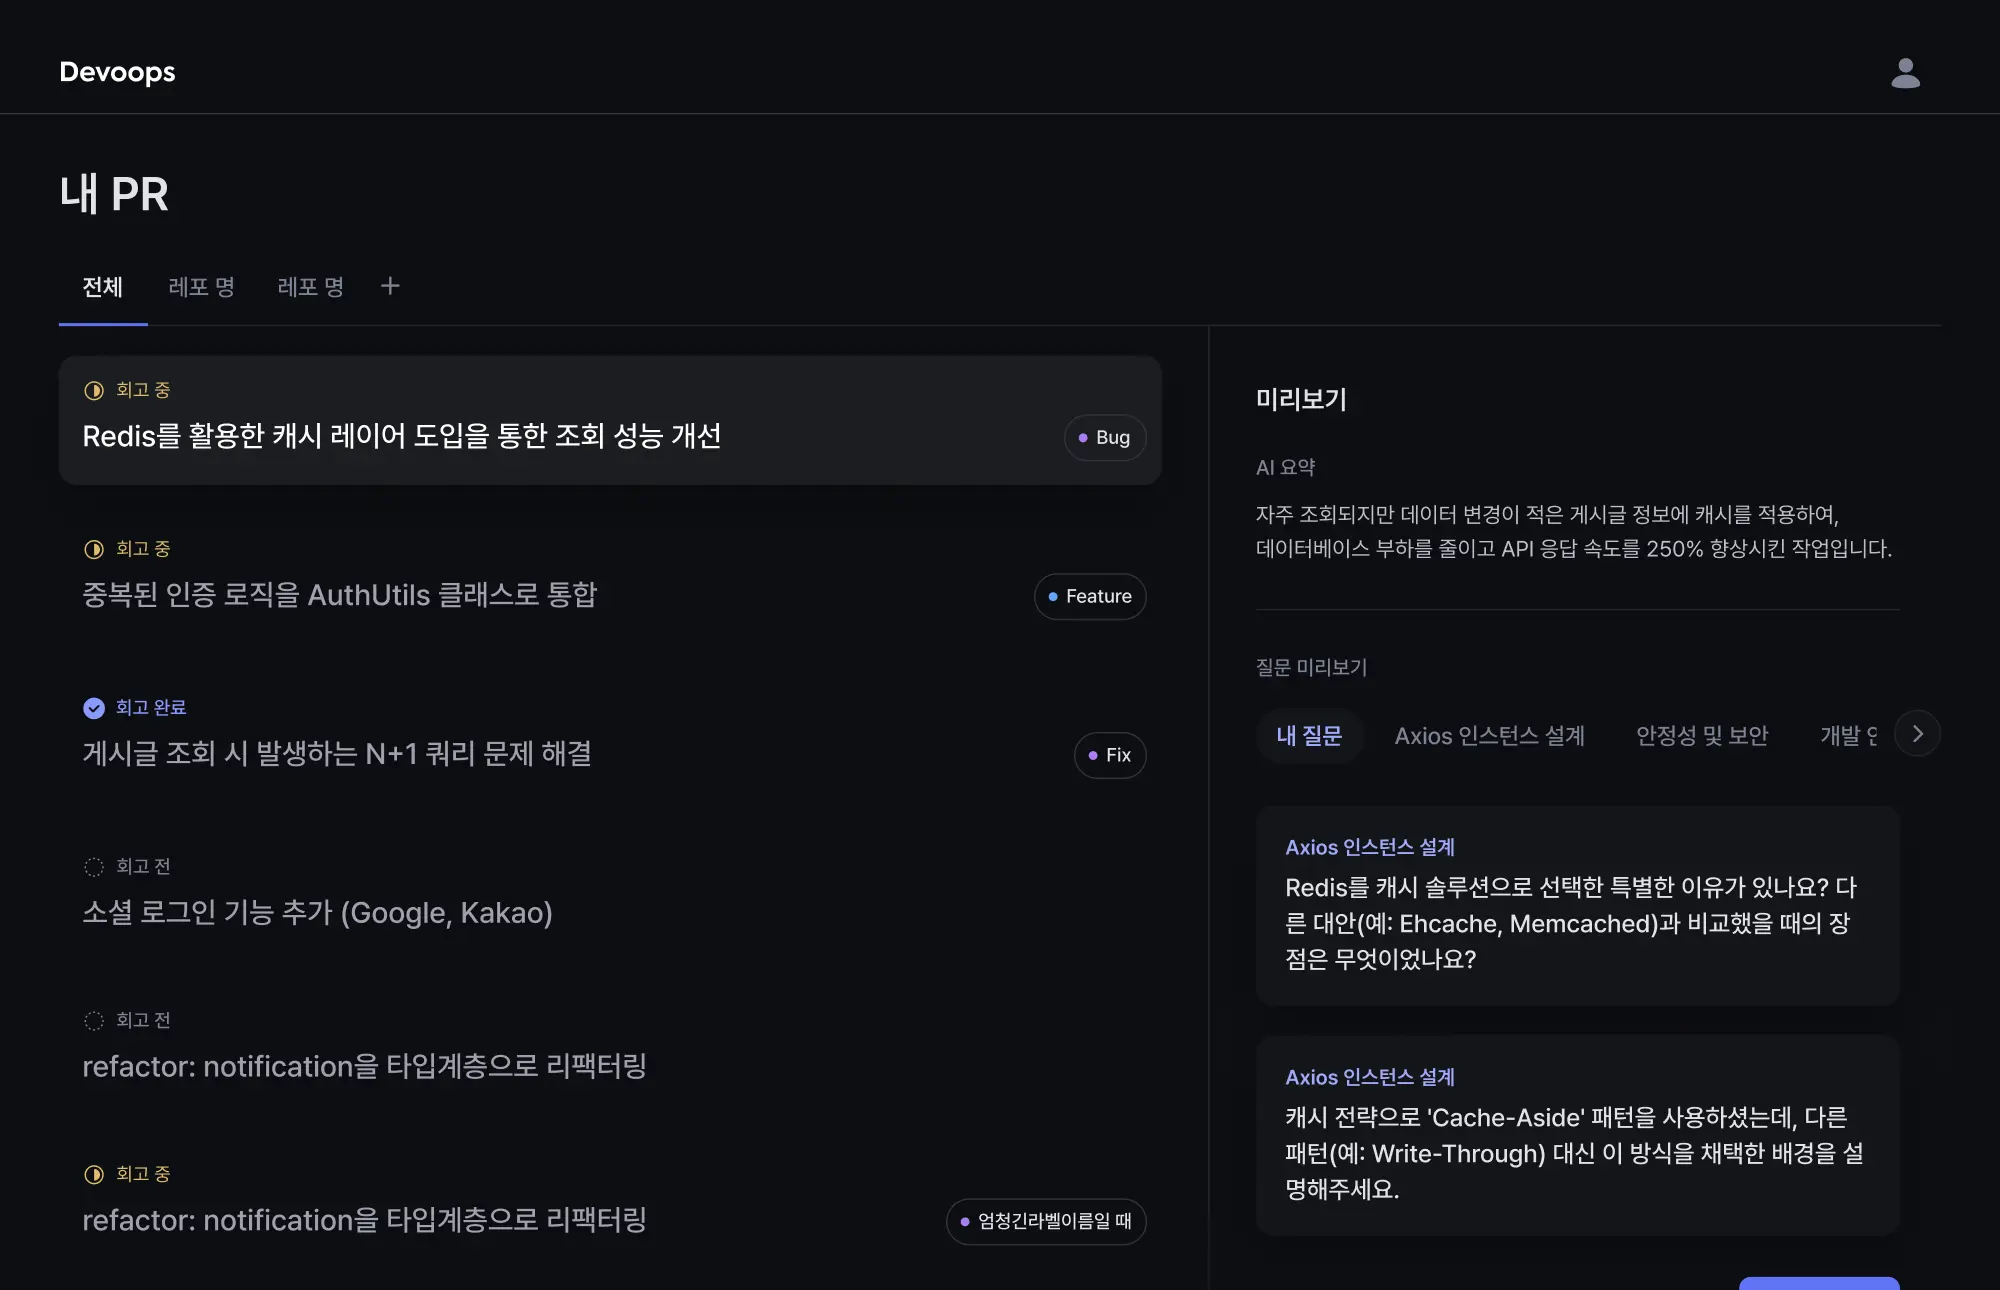 Devoops
내 PR
전체
레포 명
레포 명
회고 중
Redis를 활용한 캐시 레이어 도입을 통한 조회 성능 개선
Bug
회고 중
중복된 인증 로직을 AuthUtils 클래스로 통합
Feature
회고 완료
게시글 조회 시 발생하는 N+1 쿼리 문제 해결
Fix
회고 전
소셜 로그인 기능 추가 (Google, Kakao)
회고 전
refactor: notification을 타입계층으로 리팩터링
회고 중
refactor: notification을 타입계층으로 리팩터링
엄청긴라벨이름일 때
미리보기
AI 요약
자주 조회되지만 데이터 변경이 적은 게시글 정보에 캐시를 적용하여,
데이터베이스 부하를 줄이고 API 응답 속도를 250% 향상시킨 작업입니다.
질문 미리보기
내 질문
Axios 인스턴스 설계
안정성 및 보안
개발
Axios 인스턴스 설계
Redis를 캐시 솔루션으로 선택한 특별한 이유가 있나요? 다
른 대안(예: Ehcache, Memcached)과 비교했을 때의 장
점은 무엇이었나요?
Axios 인스턴스 설계
캐시 전략으로 'Cache-Aside' 패턴을 사용하셨는데, 다른
패턴(예: Write-Through) 대신 이 방식을 채택한 배경을 설
명해주세요.